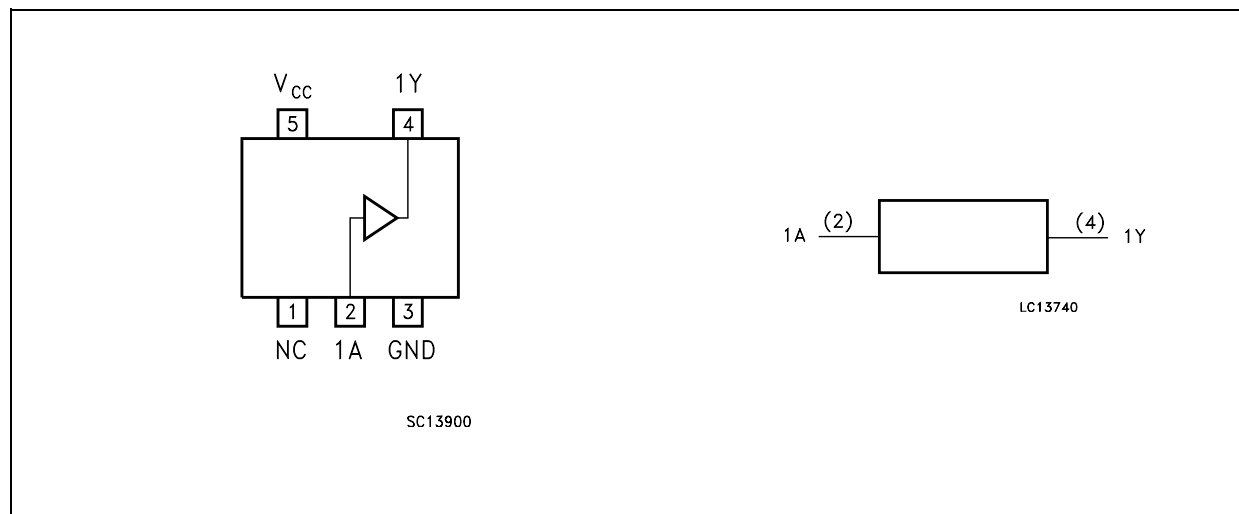 VCC 1Y
5 4
1 2 3
NC 1A GND
SC13900
1A (2) (4) 1Y
LC13740